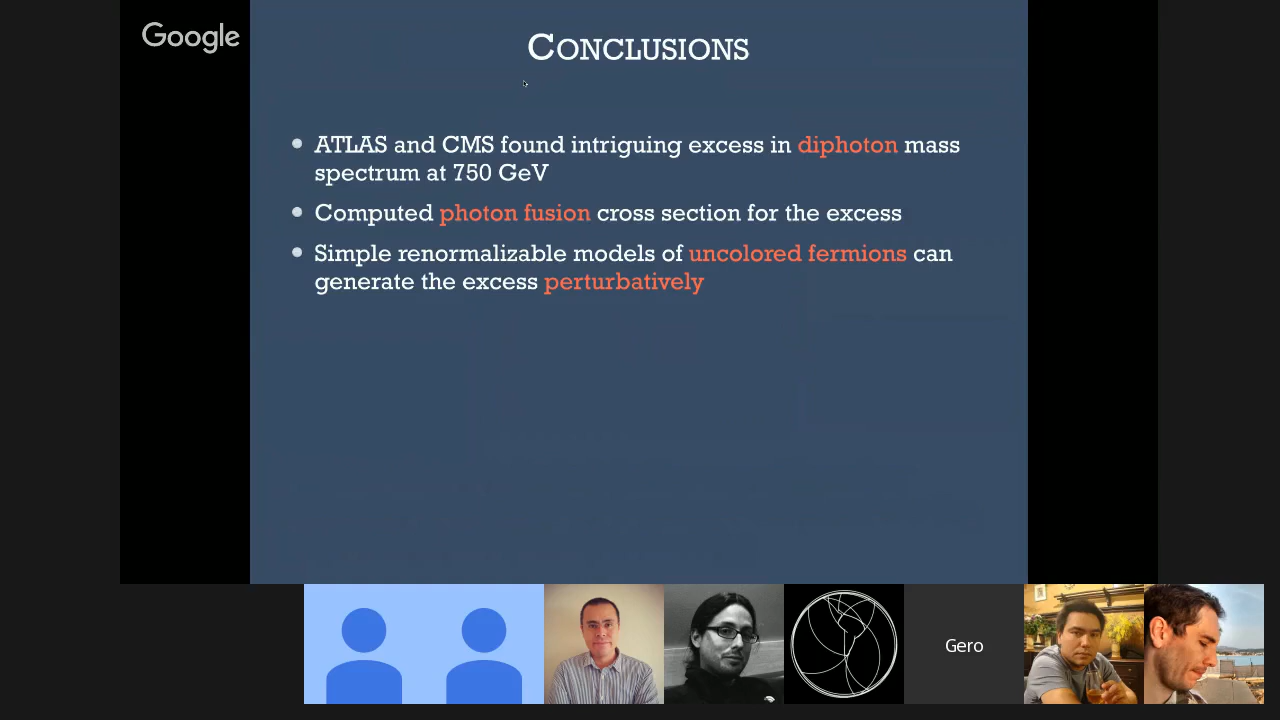 Google
CONCLUSIONS
ATLAS and CMS found intriguing excess in diphoton mass
spectrum at 750 GeV
Computed photon fusion cross section for the excess
Simple renormalizable models of uncolored fermions can
generate the excess perturbatively
Gero